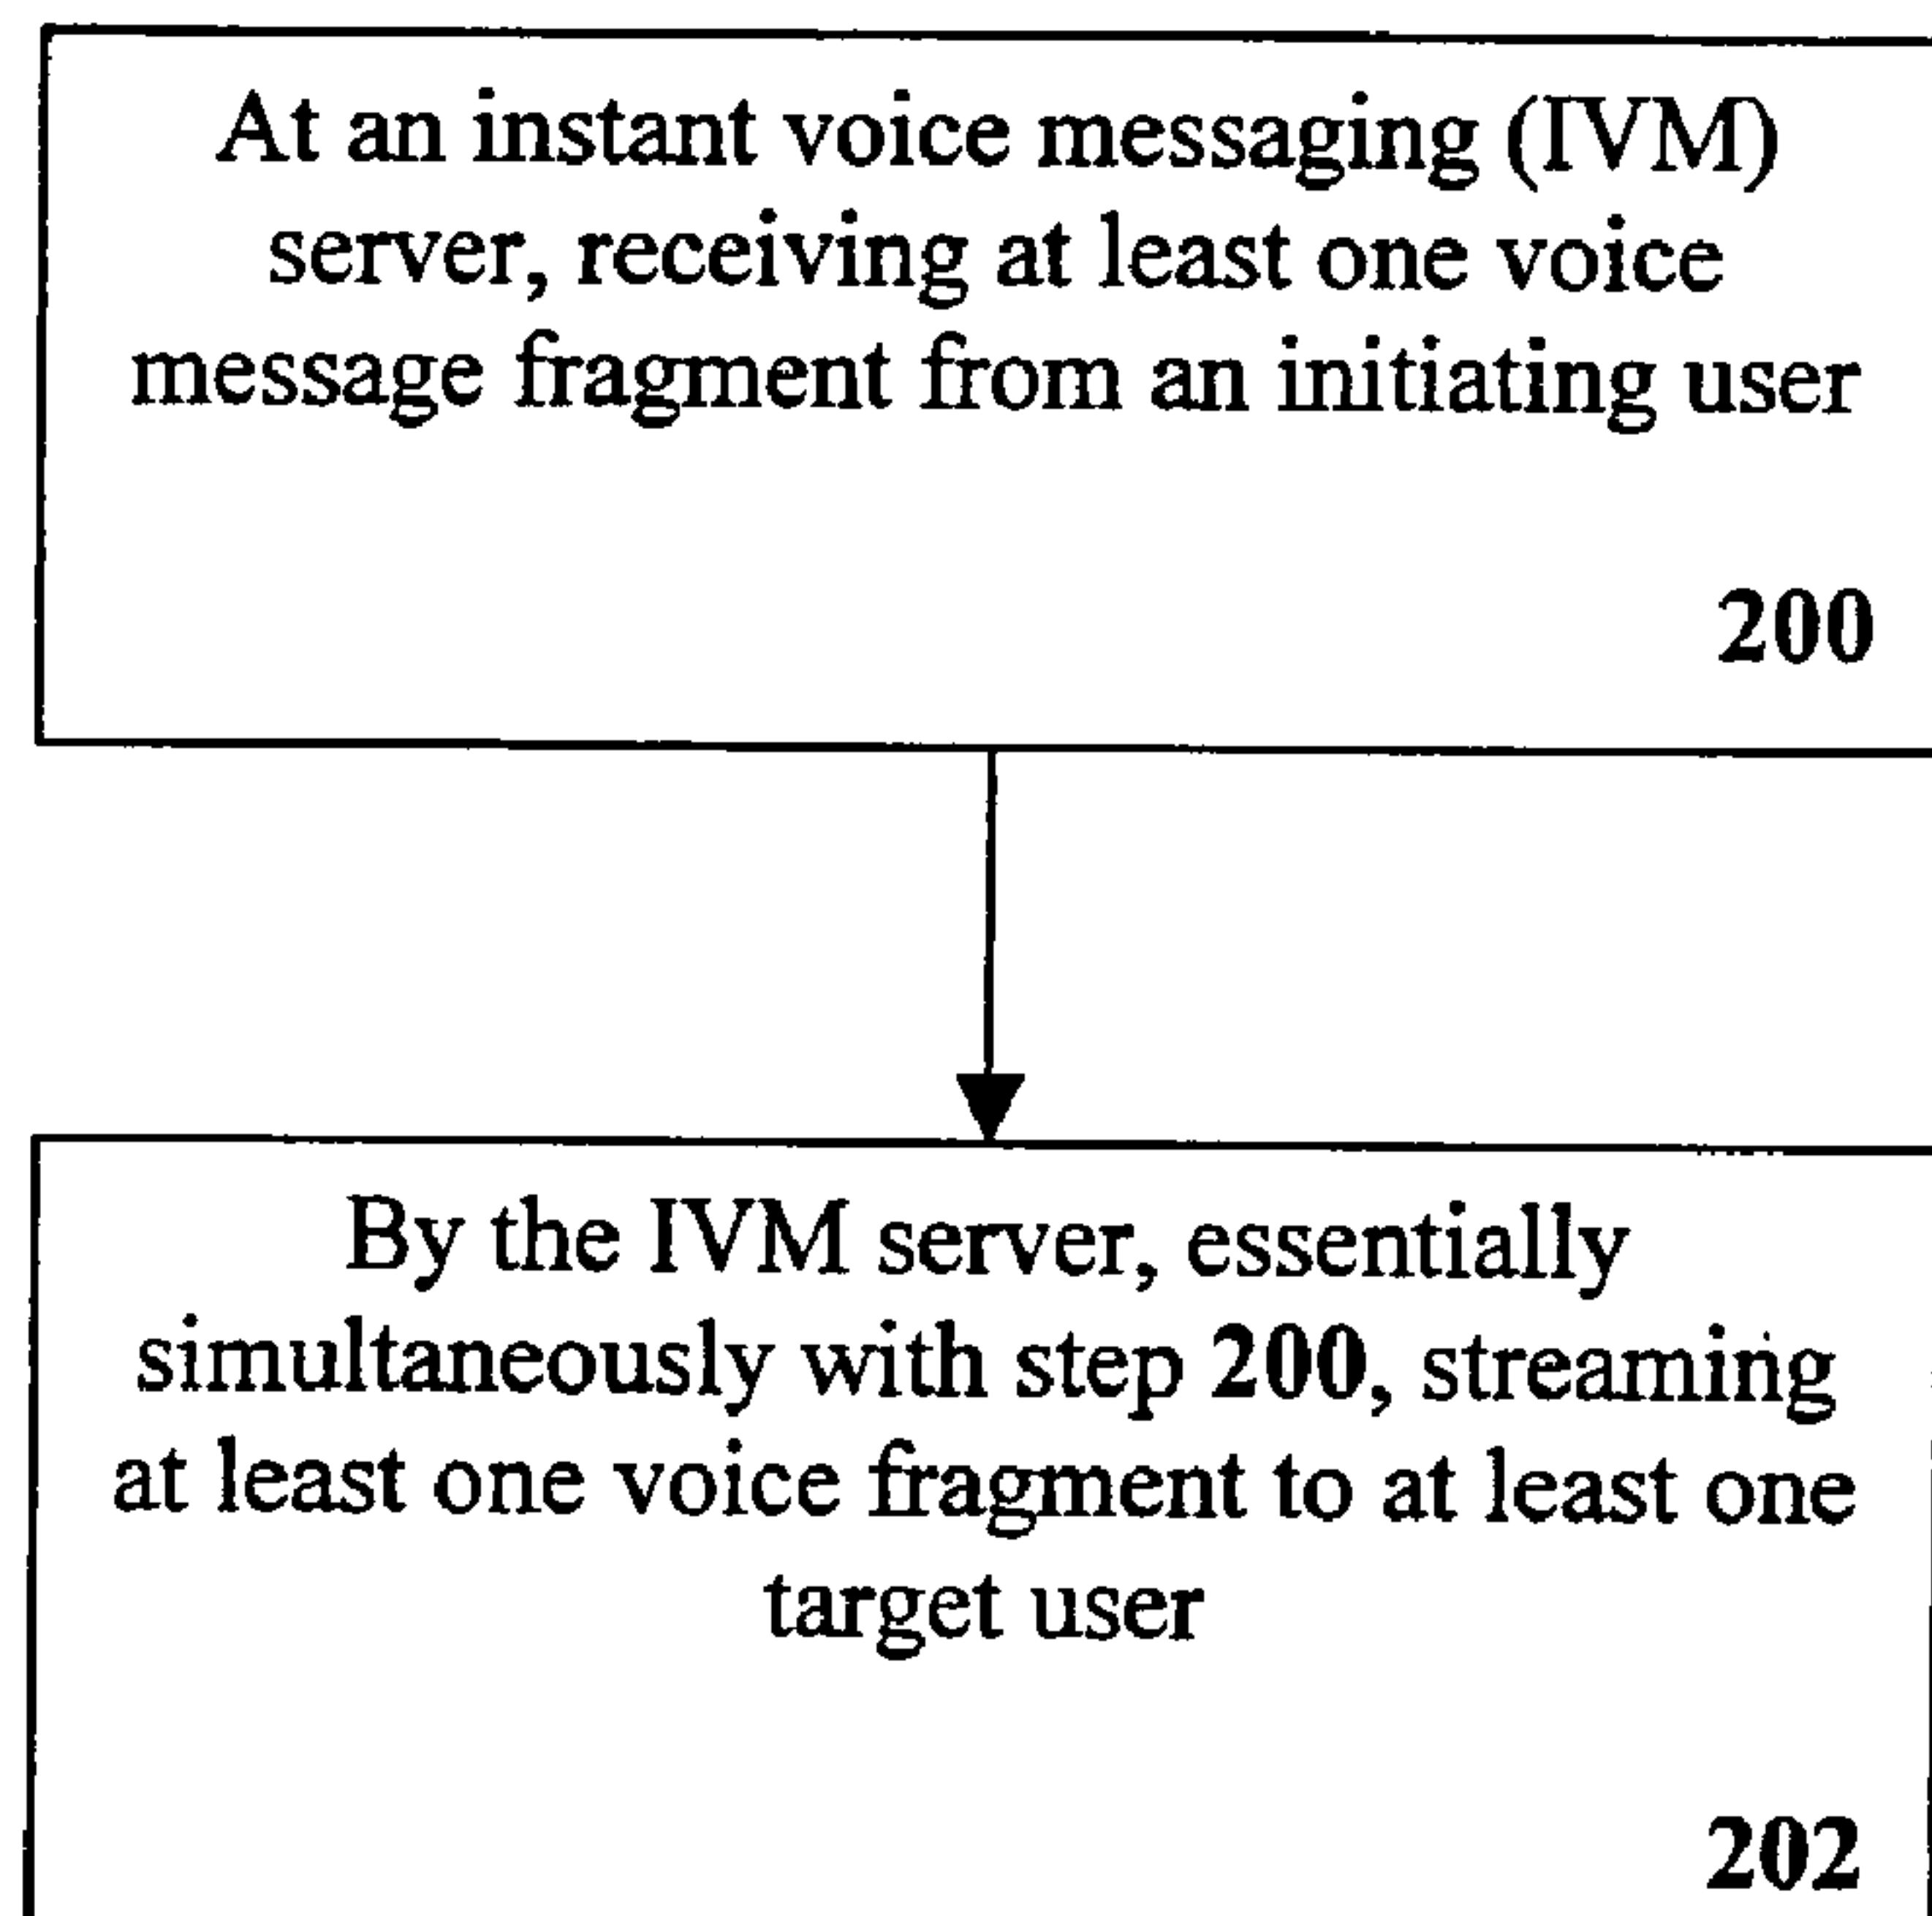 At an instant voice messaging (IVM)
server, receiving at least one voice
message fragment from an initiating user
200
By the IVM server, essentially
simultaneously with step 200, streaming
at least one voice fragment to at least one
target user
202